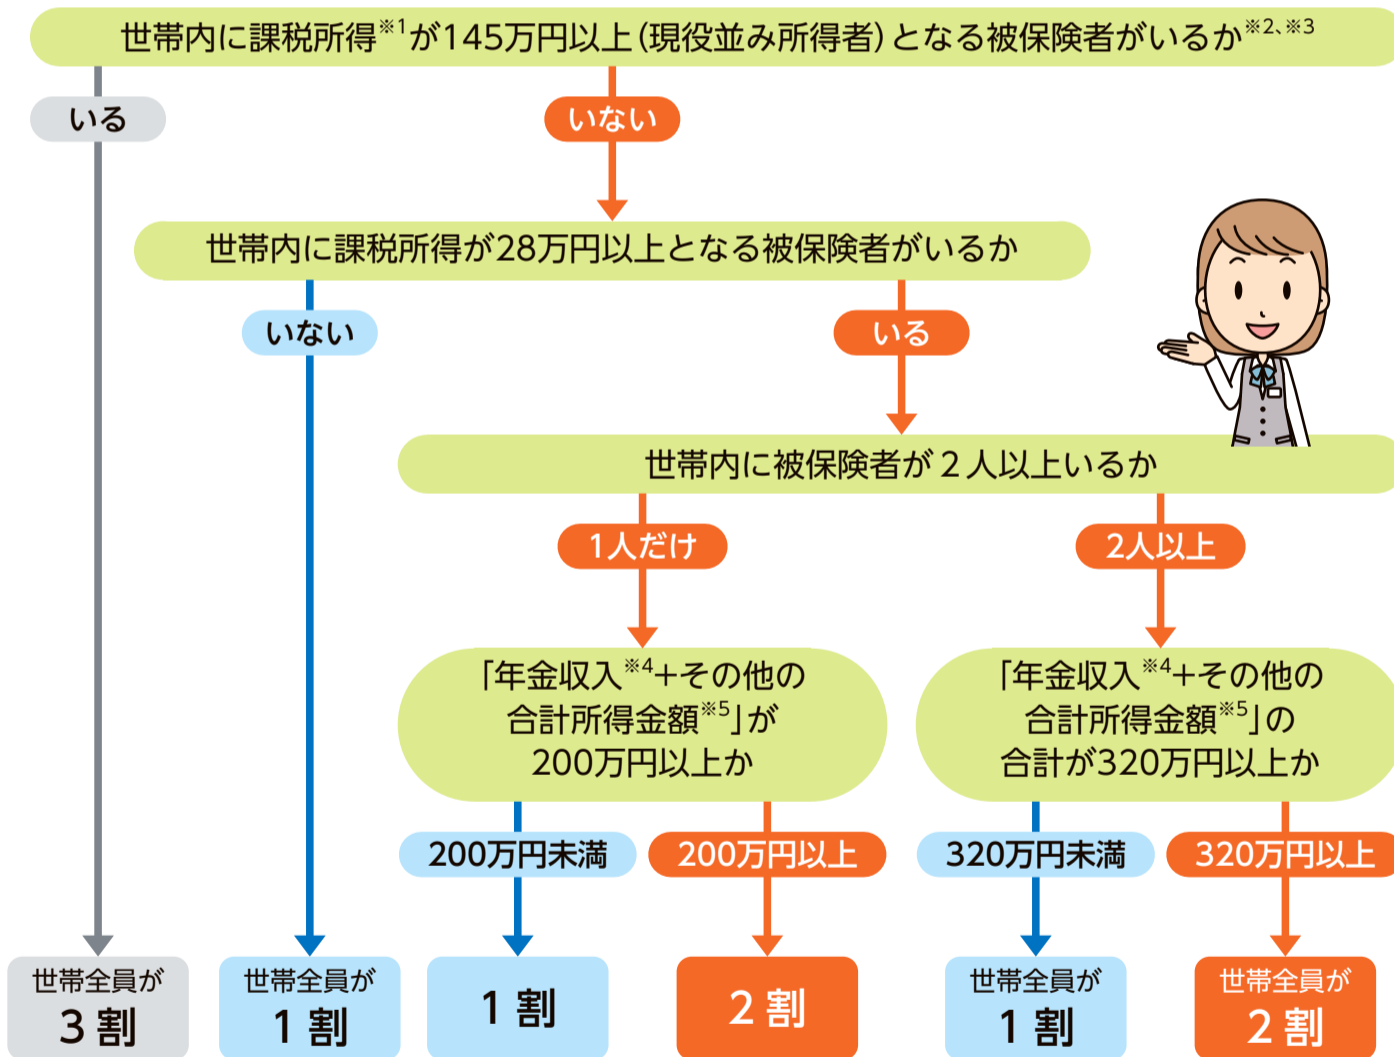 世帯内に課税所得※1が145万円以上(現役並み所得者)となる被保険者がいるか※2、※3
いる
いない
世帯内に課税所得が28万円以上となる被保険者がいるか
いない
いる
世帯内に被保険者が2人以上いるか
1人だけ
2人以上
「年金収入※4+その他の
合計所得金額※5」が
200万円以上か
「年金収入※4+その他の
合計所得金額※5」の
合計が320万円以上か
200万円未満
200万円以上
320万円未満
320万円以上
世帯全員が
3割
世帯全員が
1割
1割
2割
世帯全員が
1割
世帯全員が
2割